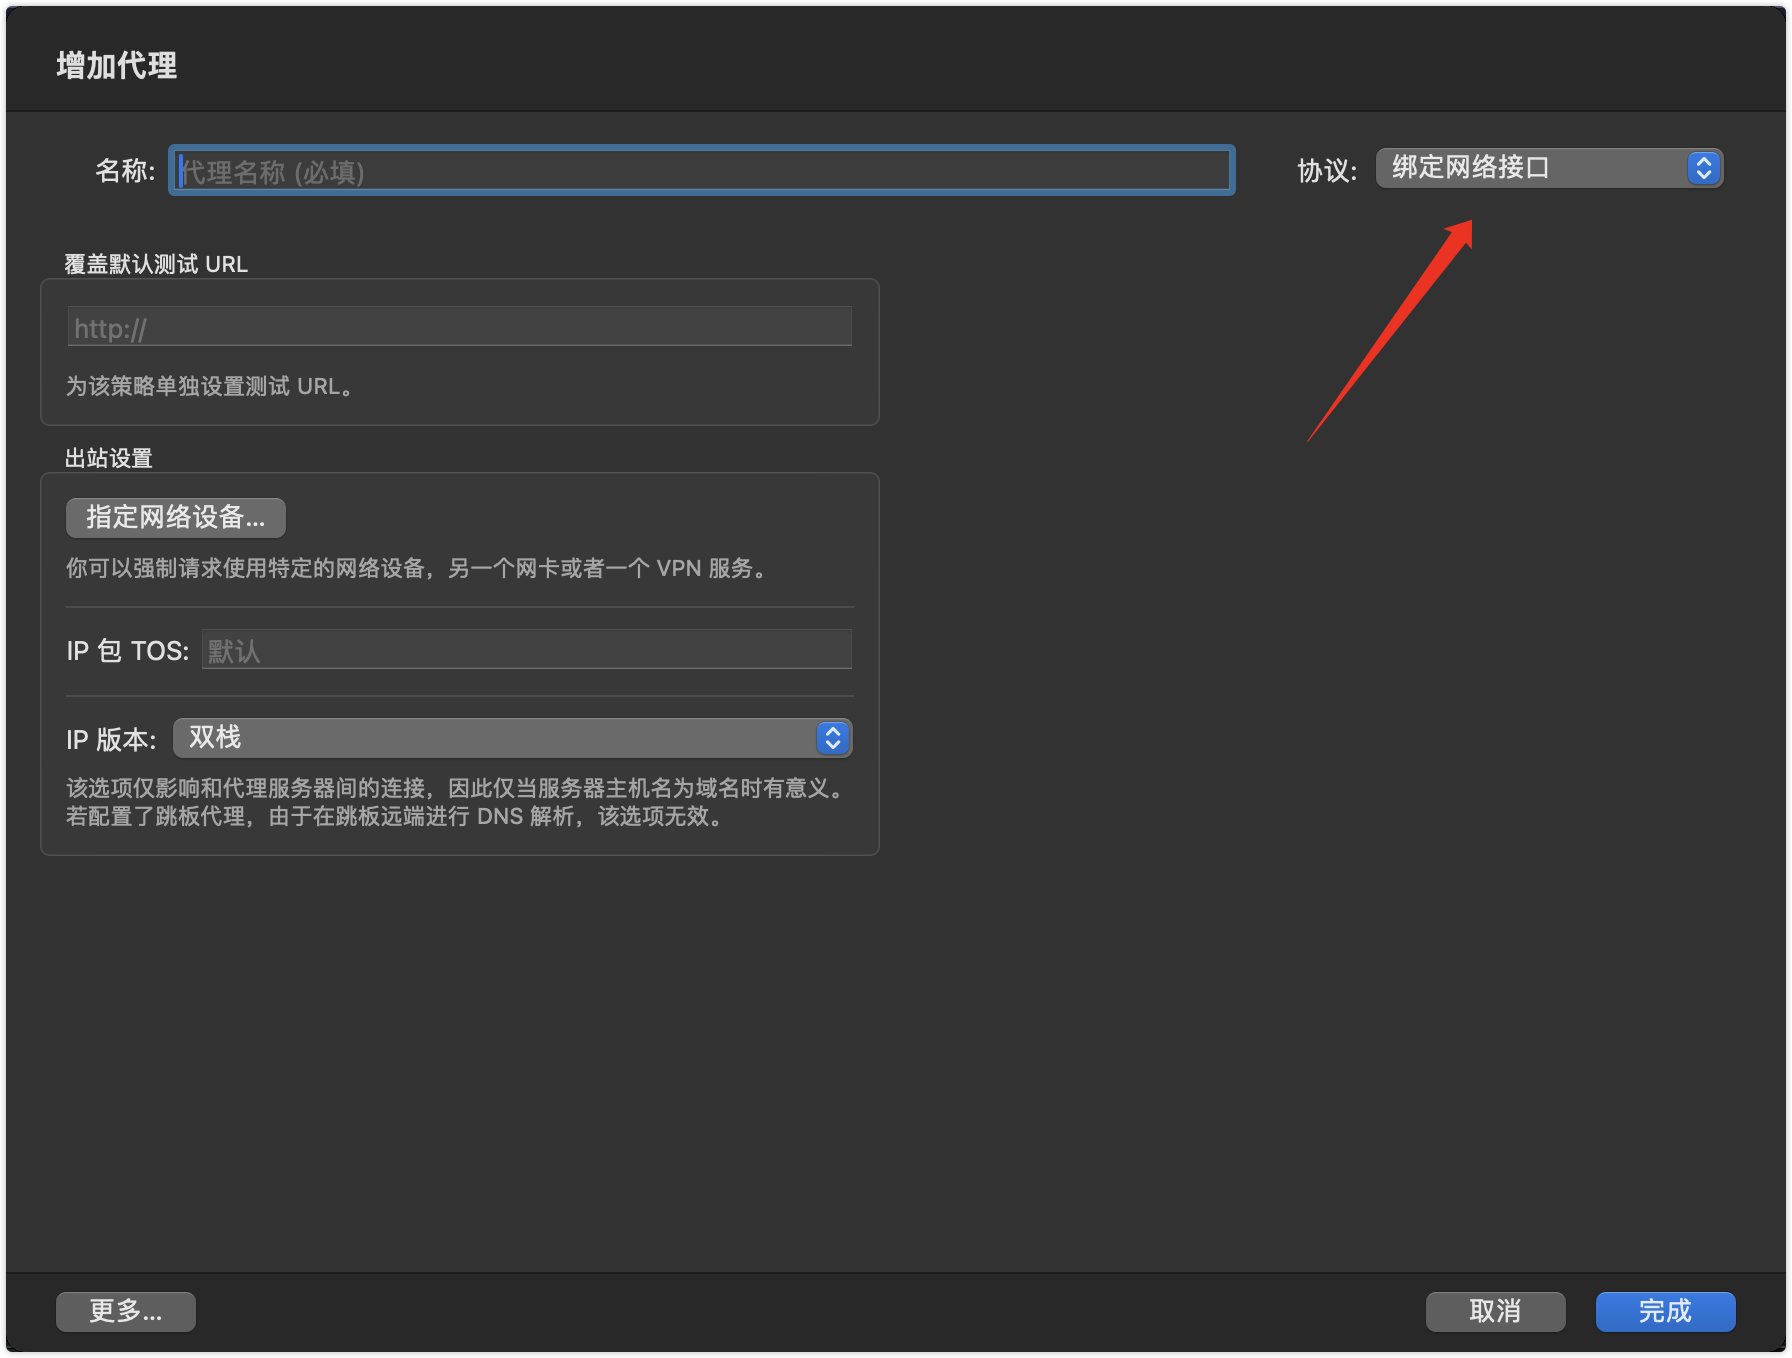 增加代理
名称: 代理名称 (必填)
协议: 绑定网络接口
覆盖默认测试 URL
http://
为该策略单独设置测试 URL。
出站设置
指定网络设备...
你可以强制请求使用特定的网络设备，另一个网卡或者一个 VPN 服务。
IP 包 TOS: 默认
IP 版本: 双栈
该选项仅影响和代理服务器间的连接，因此仅当服务器主机名为域名时有意义。
若配置了跳板代理，由于在跳板远端进行 DNS 解析，该选项无效。
更多...
取消
完成